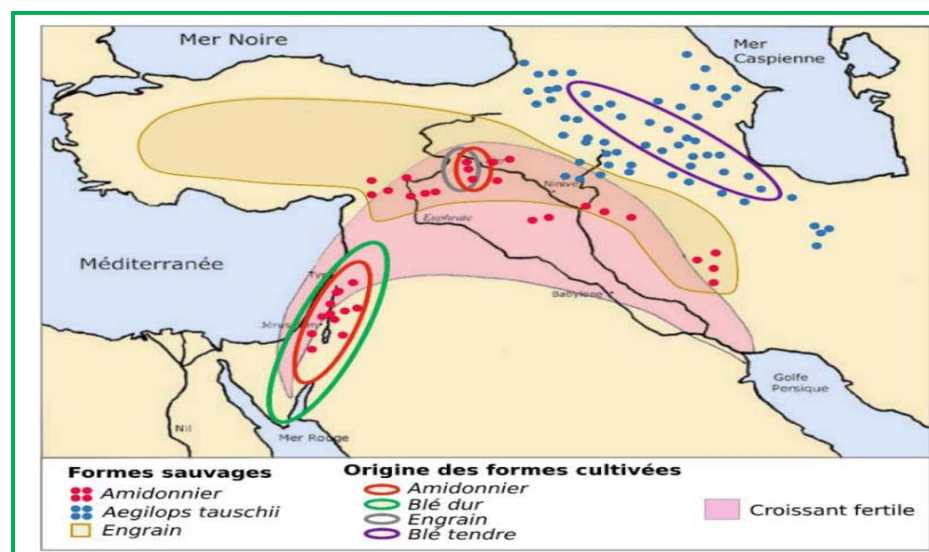 Mer Noire
Mer
Caspienne
Ninive
Euphrate
Méditerranée
Babylone
Golfe
Persique
Nil
Mer Rouge
Formes sauvages
Amidonnier
Aegilops tauschii
Engrain
Origine des formes cultivées
Amidonnier
Blé dur
Engrain
Blé tendre
Croissant fertile